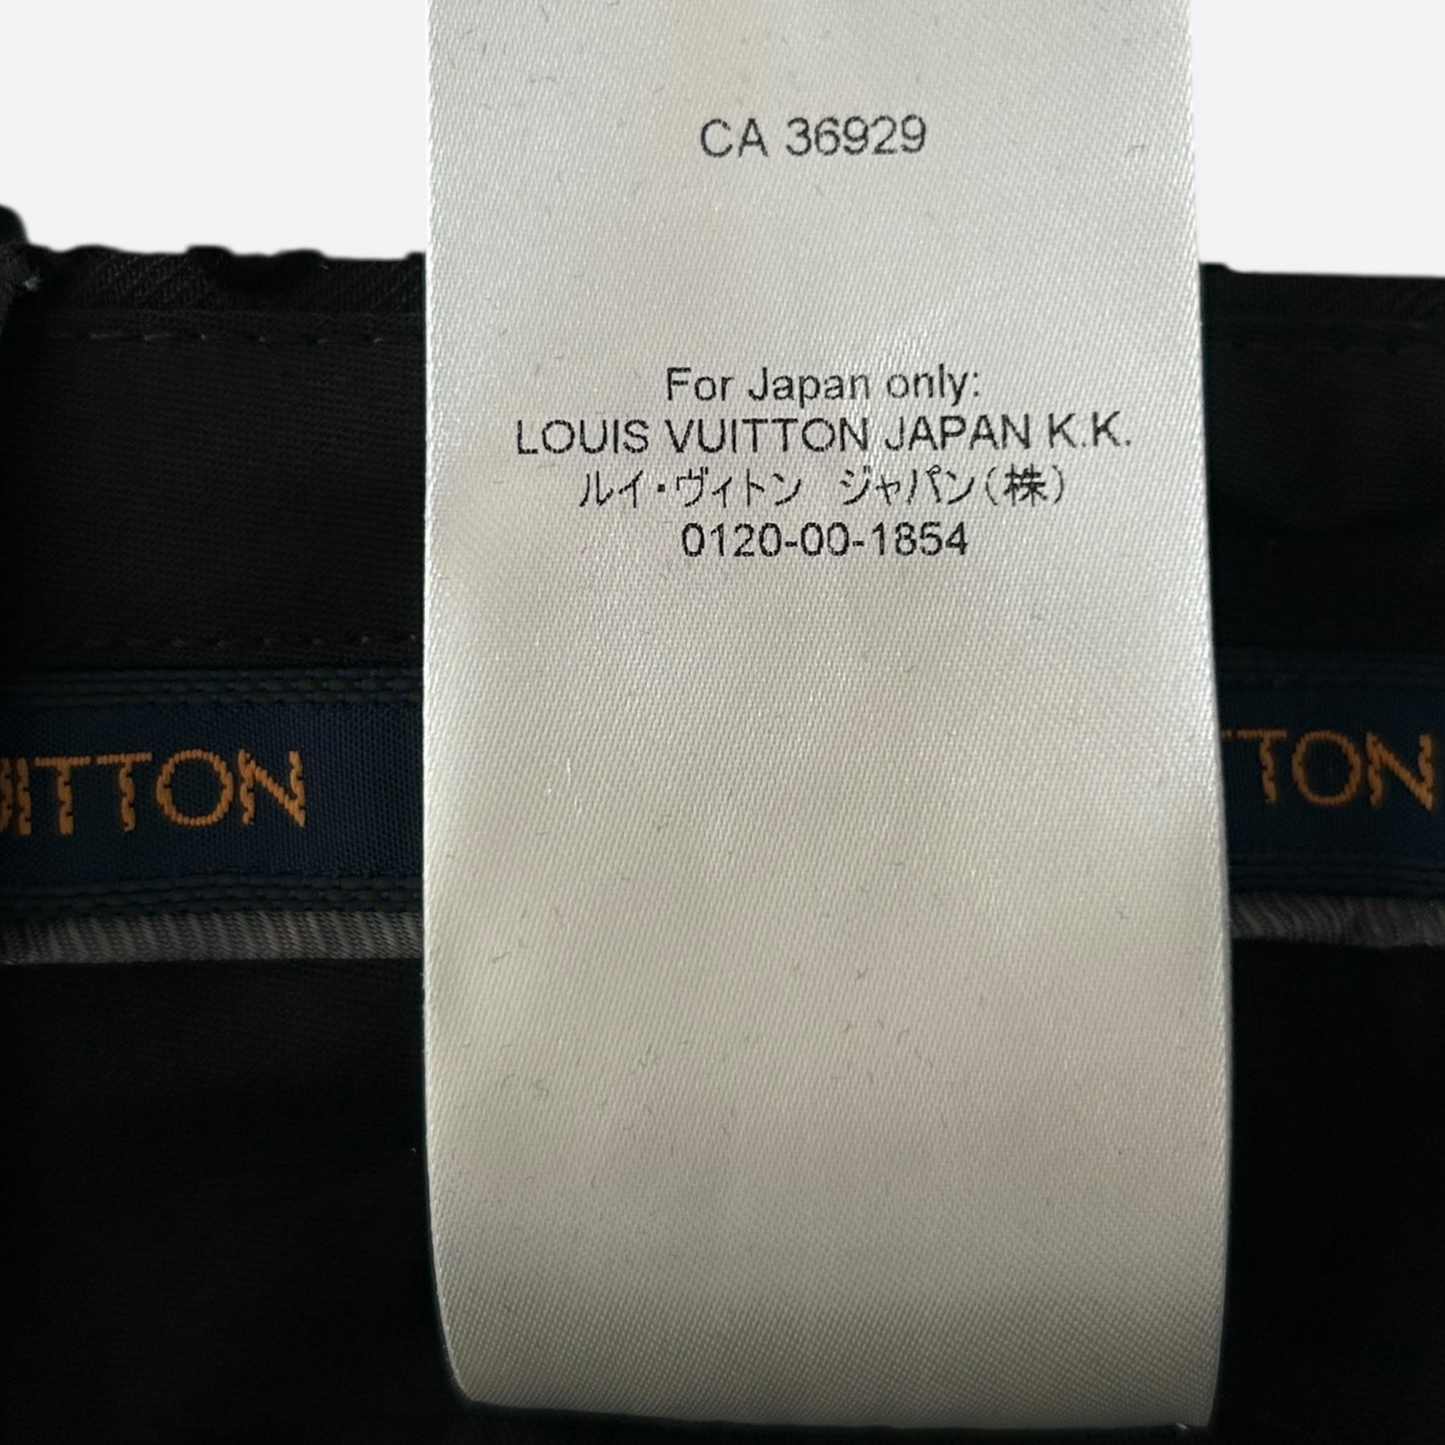 CA 36929
For Japan only:
LOUIS VUITTON JAPAN K.K.
ルイ・ヴィトン ジャパン(株)
0120-00-1854
UITTON
TTON